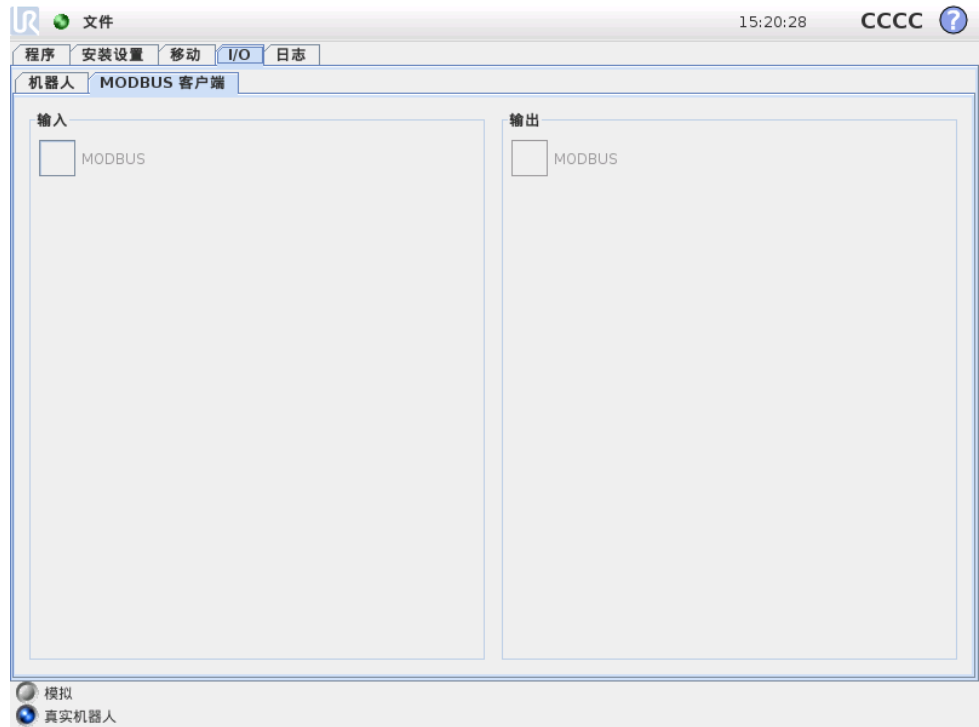 UR 文件 15:20:28 CCCC ?
程序 安装设置 移动 I/O 日志
机器人 MODBUS 客户端
输入 输出
MODBUS MODBUS
模拟
真实机器人